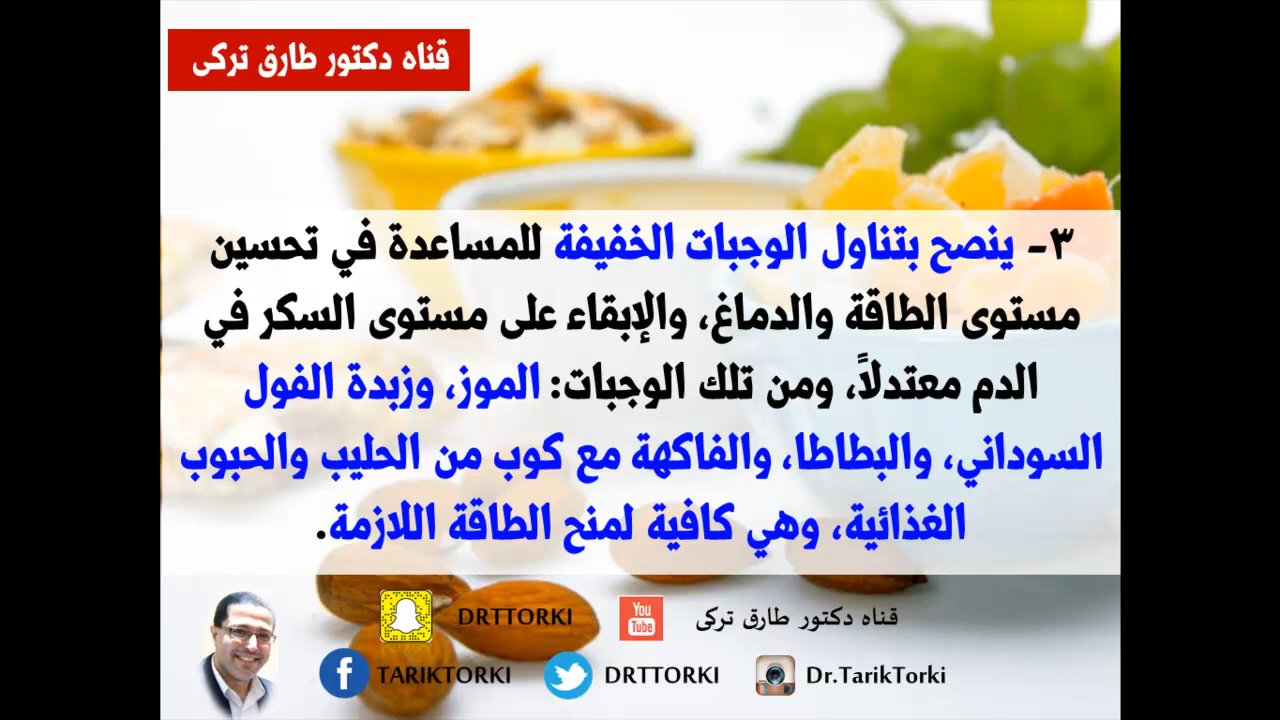 قناه دكتور طارق تركى
٣- ينصح بتناول الوجبات الخفيفة للمساعدة في تحسين
مستوى الطاقة والدماغ، والإبقاء على مستوى السكر في
الدم معتدلاً، ومن تلك الوجبات: الموز، وزبدة الفول
السوداني، والبطاطا، والفاكهة مع كوب من الحليب والحبوب
الغذائية، وهي كافية لمنح الطاقة اللازمة.
DRTTORKI
You Tube
قناه دكتور طارق تركى
TARIKTORKI
DRTTORKI
Dr.TarikTorki